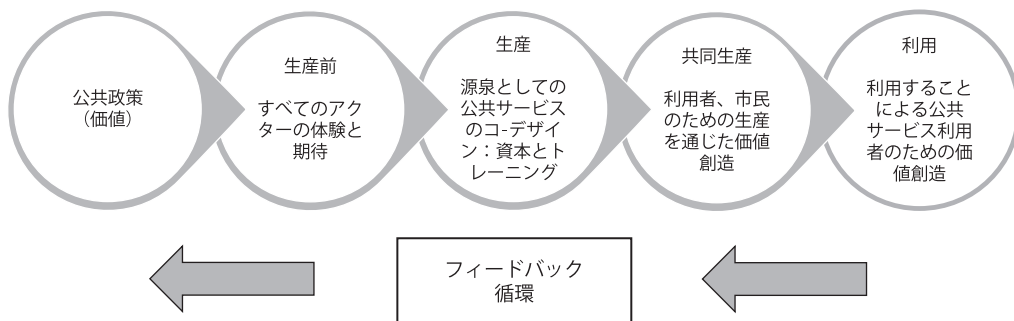 公共政策
（価値）
生産前
すべてのアク
ターの体験と
期待
生産
源泉としての
公共サービス
のコ-デザイ
ン：資本とト
レーニング
共同生産
利用者、市民
のための生産
を通じた価値
創造
利用
利用すること
による公共
サービス利用
者のための価
値創造
フィードバック
循環